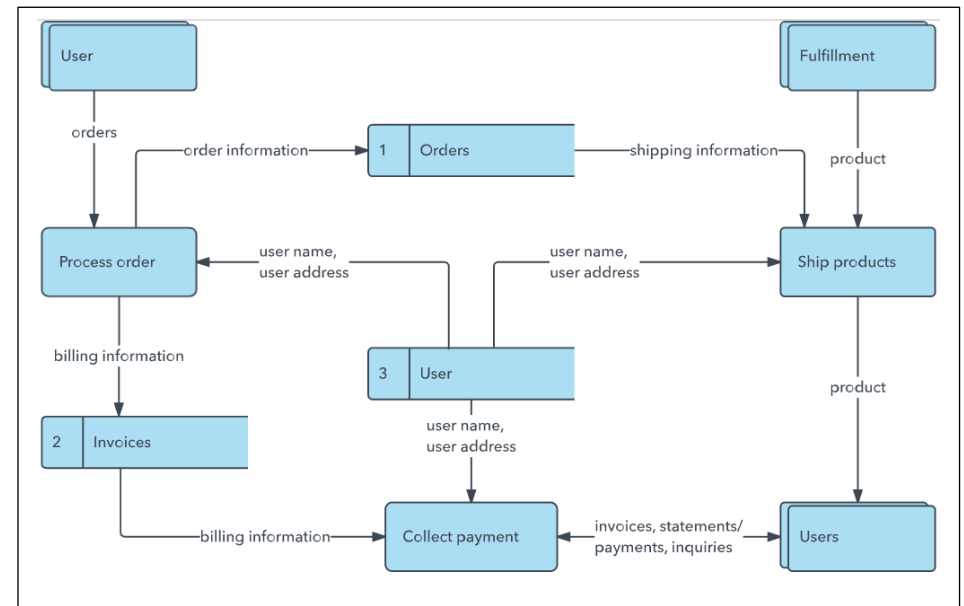 User
Fulfillment
orders
order information
1
Orders
shipping information
product
Process order
user name,
user address
user name,
user address
Ship products
billing information
3
User
product
2
Invoices
user name,
user address
billing information
Collect payment
invoices, statements/
payments, inquiries
Users